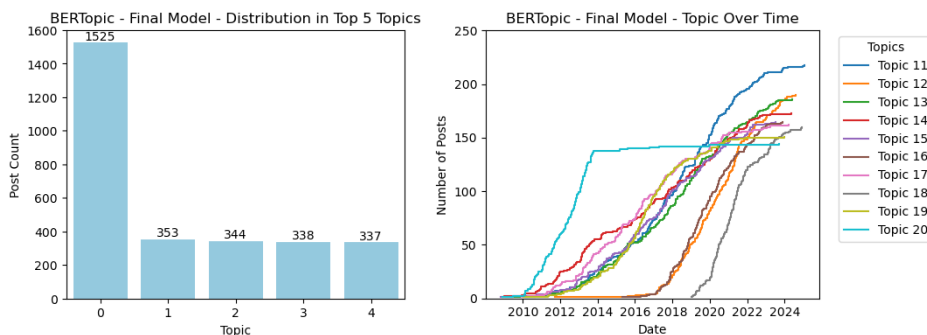 BERTopic - Final Model - Distribution in Top 5 Topics
1600
1400
1200
1000
800
600
400
200
0
Post Count
1525
353
344
338
337
0 1 2 3 4
Topic
BERTopic - Final Model - Topic Over Time
250
200
150
100
50
0
Number of Posts
2010 2012 2014 2016 2018 2020 2022 2024
Date
Topics
Topic 11
Topic 12
Topic 13
Topic 14
Topic 15
Topic 16
Topic 17
Topic 18
Topic 19
Topic 20